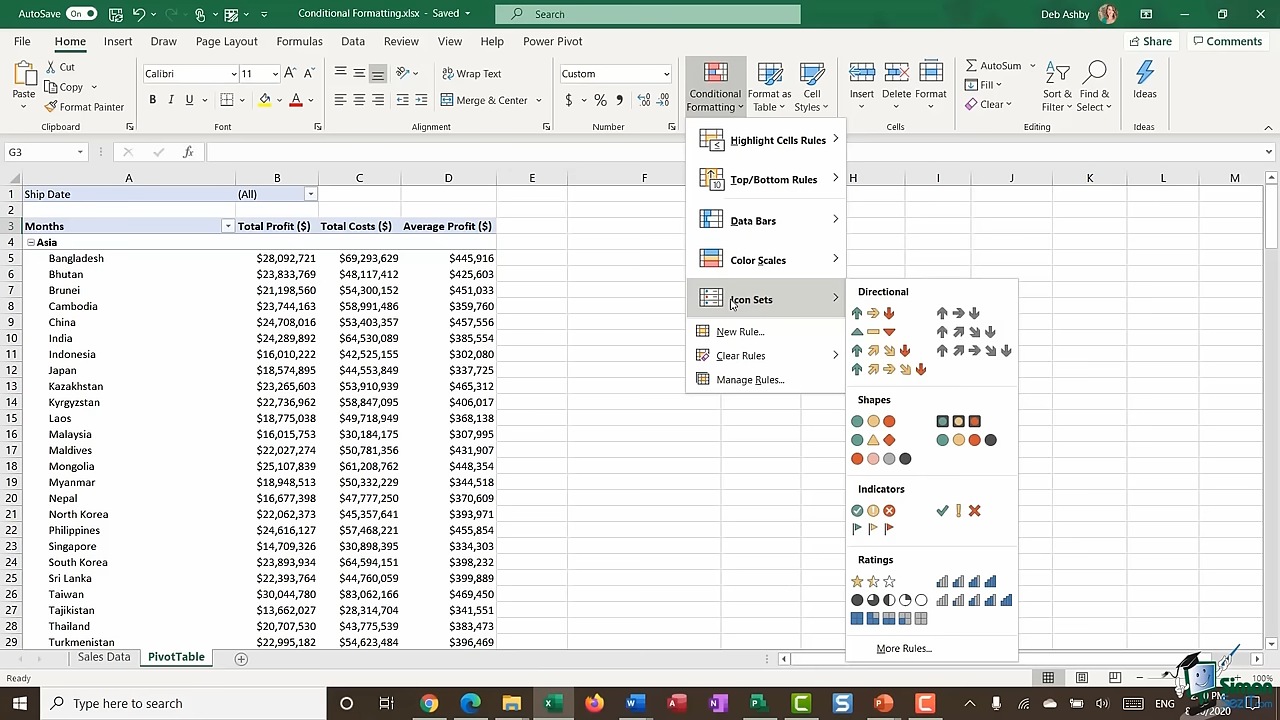 AutoSave On Conditional Formatting.xlsx - Saved Search Deb Ashby
File Home Insert Draw Page Layout Formulas Data Review View Help Power Pivot Share Comments
Paste Cut Copy Format Painter Clipboard
Calibri 11 B I U A Font
Wrap Text Merge & Center Alignment
Custom $ % , Number
Conditional Formatting Format as Table Cell Styles
Insert Delete Format Cells
AutoSum Fill Clear Sort & Filter Find & Select Editing
Ideas Ideas
G3 fx
A B C D E F H I J K L M
1 Ship Date (All)
2
3 Months Total Profit ($) Total Costs ($) Average Profit ($)
4 Asia
5 Bangladesh $28,092,721 $69,293,629 $445,916
6 Bhutan $23,833,769 $48,117,412 $425,603
7 Brunei $21,198,560 $54,300,152 $451,033
8 Cambodia $23,744,163 $58,991,486 $359,760
9 China $24,708,016 $53,403,357 $457,556
10 India $24,289,892 $64,530,089 $385,554
11 Indonesia $16,010,222 $42,525,155 $302,080
12 Japan $18,574,895 $44,553,849 $337,725
13 Kazakhstan $23,265,603 $53,910,939 $465,312
14 Kyrgyzstan $22,736,962 $58,847,095 $406,017
15 Laos $18,775,038 $49,718,949 $368,138
16 Malaysia $16,015,753 $30,184,175 $307,995
17 Maldives $22,027,274 $50,781,356 $431,907
18 Mongolia $25,107,839 $61,208,762 $448,354
19 Myanmar $18,948,513 $50,332,229 $344,518
20 Nepal $16,677,398 $47,777,250 $370,609
21 North Korea $22,062,373 $45,357,641 $393,971
22 Philippines $24,616,127 $57,468,221 $455,854
23 Singapore $14,709,326 $30,898,395 $334,303
24 South Korea $23,893,934 $64,594,151 $398,232
25 Sri Lanka $22,393,764 $44,760,059 $399,889
26 Taiwan $30,044,780 $83,062,166 $469,450
27 Tajikistan $13,662,027 $28,314,704 $341,551
28 Thailand $20,707,530 $43,775,539 $383,473
29 Turkmenistan $22,995,182 $54,623,484 $396,469
Highlight Cells Rules
Top/Bottom Rules
Data Bars
Color Scales
Icon Sets
New Rule...
Clear Rules
Manage Rules...
Directional
Shapes
Indicators
Ratings
More Rules...
Sales Data PivotTable
Ready 100%
Type here to search ENG